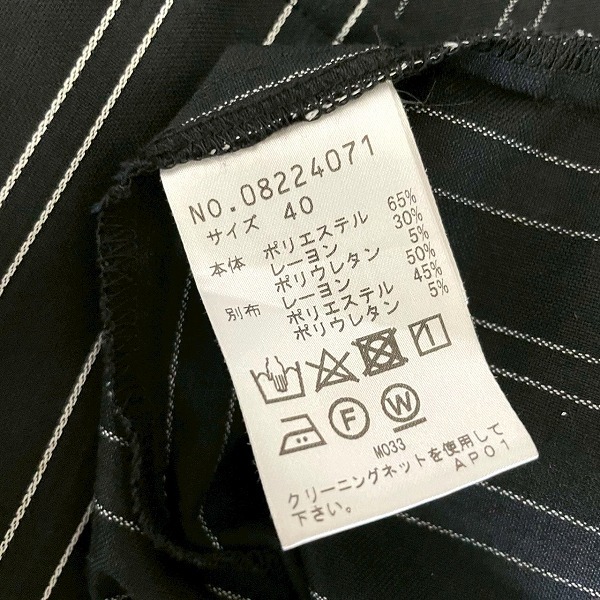 NO.08224071
サイズ 40
本体 ポリエステル 65%
レーヨン 30%
ポリウレタン 5%
別布 レーヨン 50%
ポリエステル 45%
ポリウレタン 5%
F W
M033
クリーニングネットを使用して
下さい。 AP01